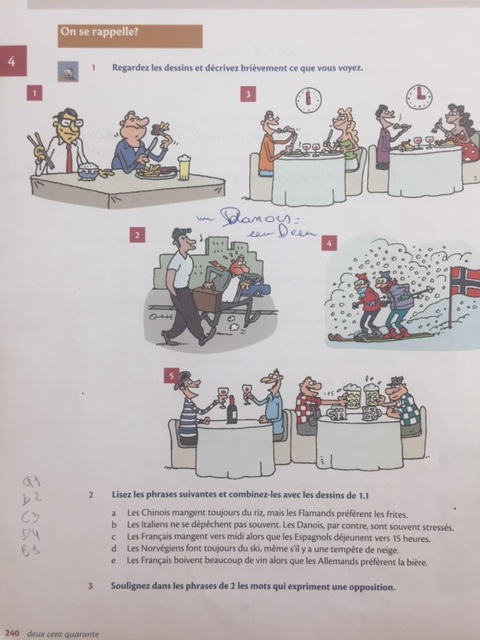 On se rappelle?
4
1 Regardez les dessins et décrivez brièvement ce que vous voyez.
1
3
un Danois =
een Deen
2
4
5
a1
b2
c3
D4
E5
2 Lisez les phrases suivantes et combinez-les avec les dessins de 1.1
a Les Chinois mangent toujours du riz, mais les Flamands préfèrent les frites.
b Les Italiens ne se dépêchent pas souvent. Les Danois, par contre, sont souvent stressés.
c Les Français mangent vers midi alors que les Espagnols déjeunent vers 15 heures.
d Les Norvégiens font toujours du ski, même s'il y a une tempête de neige.
e Les Français boivent beaucoup de vin alors que les Allemands préfèrent la bière.
3 Soulignez dans les phrases de 2 les mots qui expriment une opposition.
240 deux cent quarante